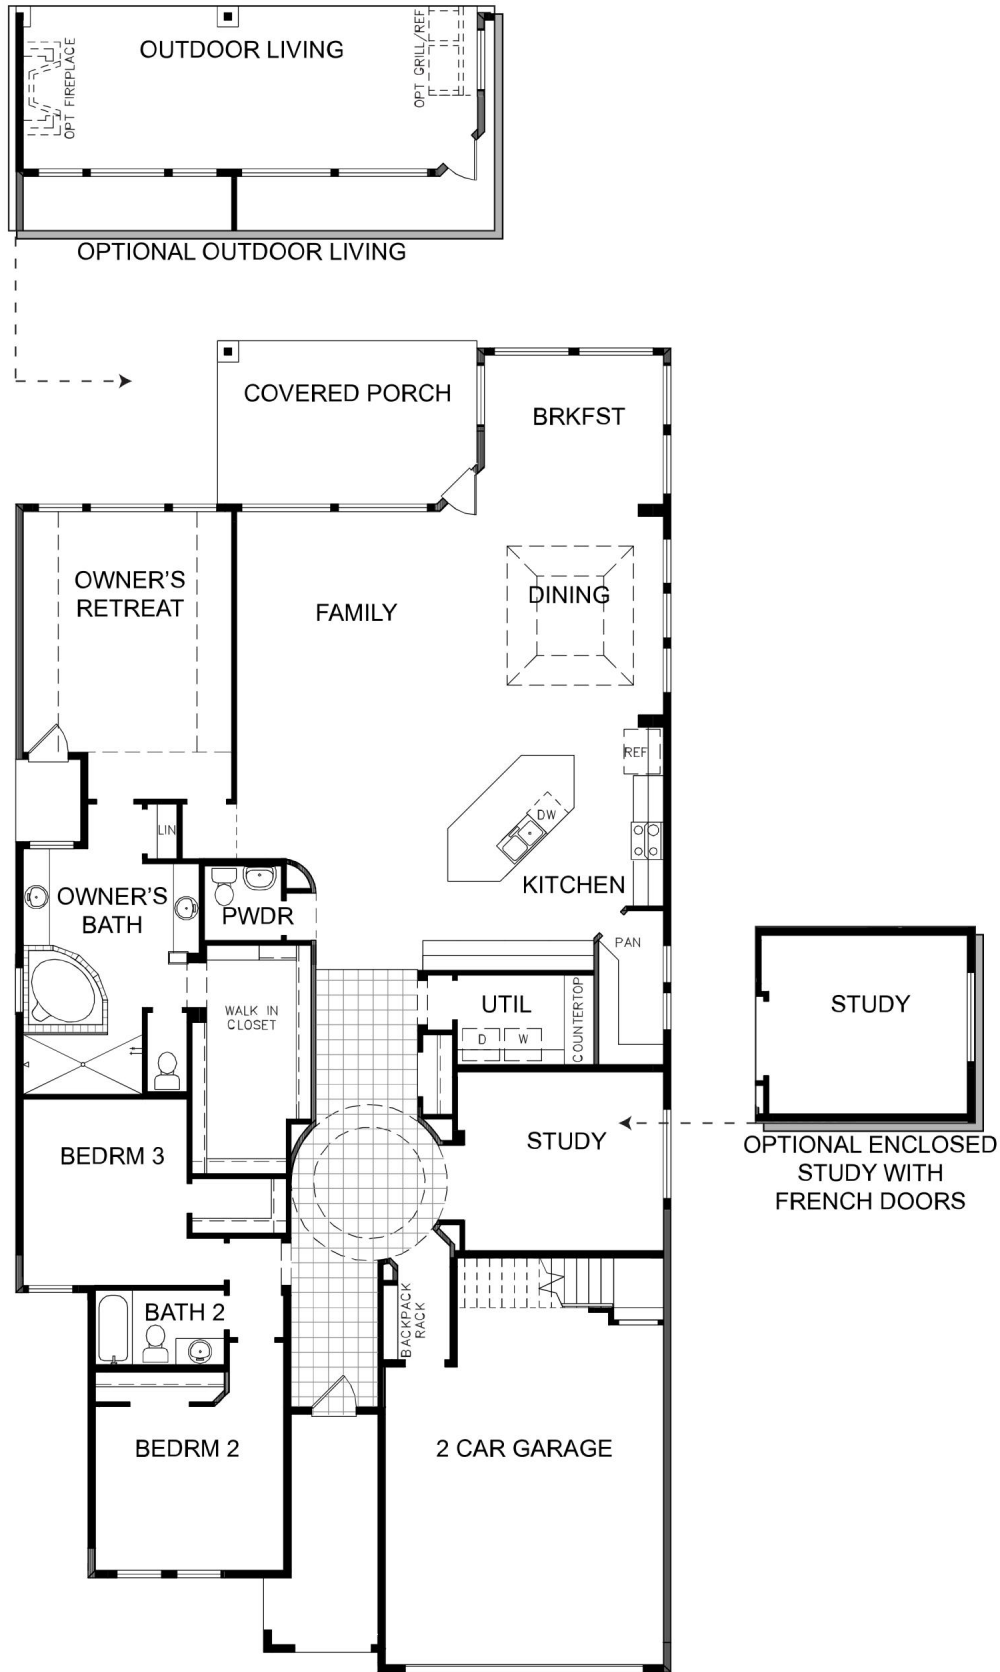 OUTDOOR LIVING
OPT FIREPLACE
OPT GRILL/REF
OPTIONAL OUTDOOR LIVING
COVERED PORCH
BRKFST
OWNER'S
RETREAT
FAMILY
DINING
REF
DW
LIN
KITCHEN
OWNER'S
BATH
PWDR
PAN
WALK IN
CLOSET
UTIL
D
W
COUNTERTOP
STUDY
STUDY
OPTIONAL ENCLOSED
STUDY WITH
FRENCH DOORS
BEDRM 3
BATH 2
BACKPACK
RACK
BEDRM 2
2 CAR GARAGE